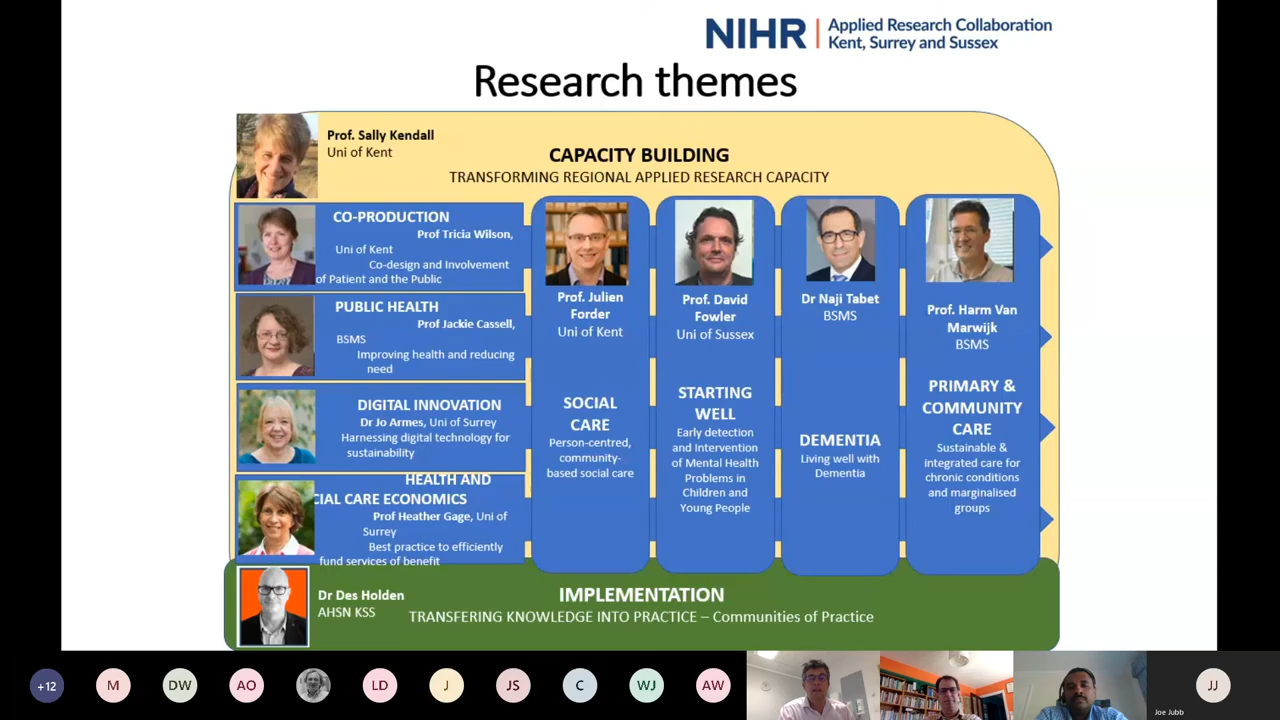 NIHR
Applied Research Collaboration
Kent, Surrey and Sussex
Research themes
Prof. Sally Kendall
Uni of Kent
CAPACITY BUILDING
TRANSFORMING REGIONAL APPLIED RESEARCH CAPACITY
CO-PRODUCTION
Prof Tricia Wilson,
Uni of Kent
Co-design and Involvement
of Patient and the Public
PUBLIC HEALTH
Prof Jackie Cassell,
BSMS
Improving health and reducing
need
DIGITAL INNOVATION
Dr Jo Armes, Uni of Surrey
Harnessing digital technology for
sustainability
HEALTH AND
CIAL CARE ECONOMICS
Prof Heather Gage, Uni of
Surrey
Best practice to efficiently
fund services of benefit
Prof. Julien
Forder
Uni of Kent
SOCIAL
CARE
Person-centred,
community-
based social care
Prof. David
Fowler
Uni of Sussex
STARTING
WELL
Early detection
and Intervention
of Mental Health
Problems in
Children and
Young People
Dr Naji Tabet
BSMS
DEMENTIA
Living well with
Dementia
Prof. Harm Van
Marwijk
BSMS
PRIMARY &
COMMUNITY
CARE
Sustainable &
integrated care for
chronic conditions
and marginalised
groups
Dr Des Holden
AHSN KSS
IMPLEMENTATION
TRANSFERING KNOWLEDGE INTO PRACTICE – Communities of Practice
+12
M
DW
AO
LD
J
JS
C
WJ
AW
JJ
Joe Jubb